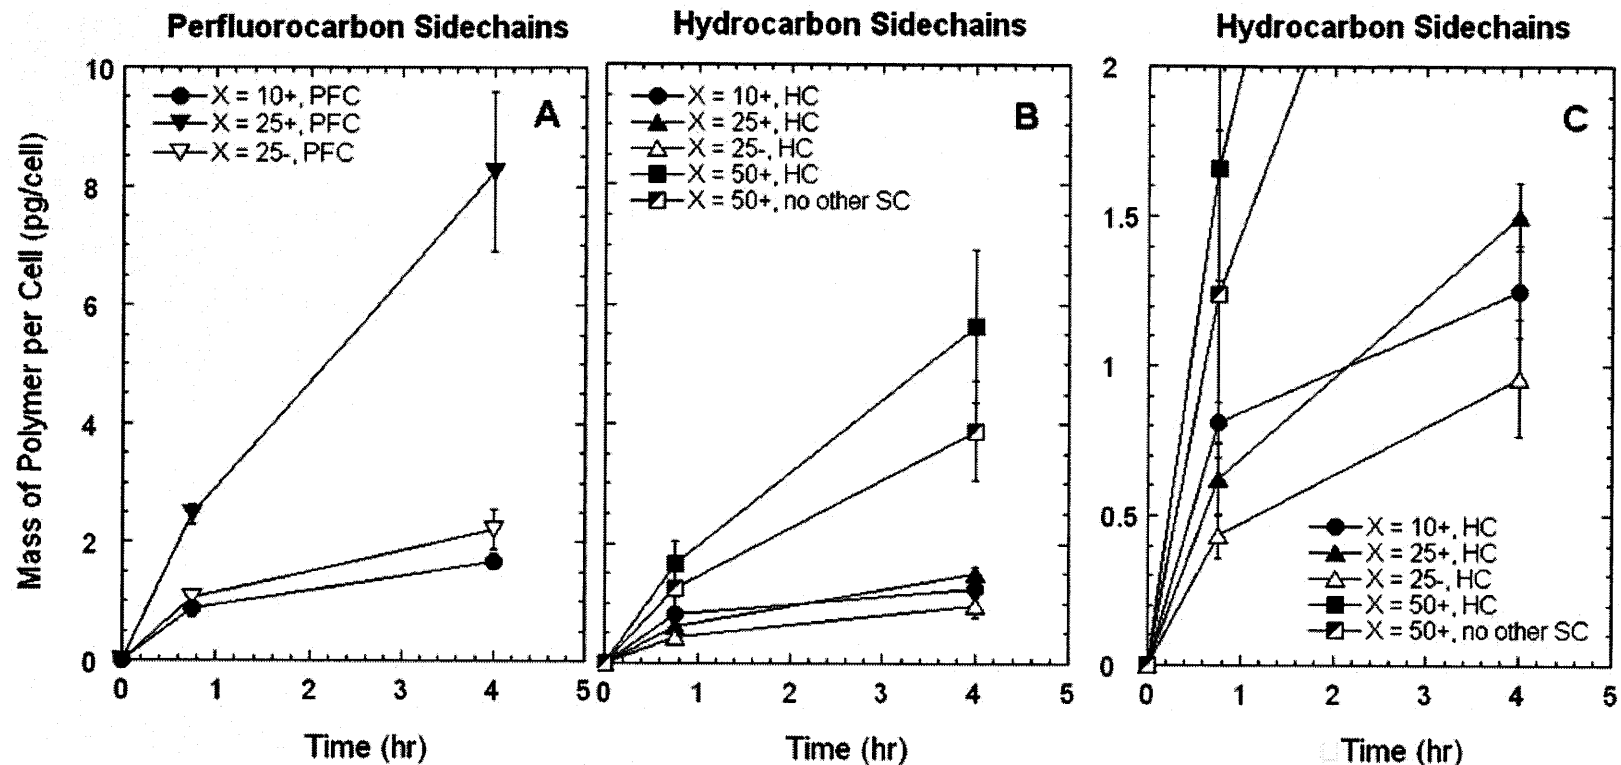 Perfluorocarbon Sidechains
Hydrocarbon Sidechains
Hydrocarbon Sidechains
Mass of Polymer per Cell (pg/cell)
10
8
6
4
2
0
X = 10+, PFC
X = 25+, PFC
X = 25-, PFC
A
0 1 2 3 4 5
Time (hr)
X = 10+, HC
X = 25+, HC
X = 25-, HC
X = 50+, HC
X = 50+, no other SC
B
0 1 2 3 4 5
Time (hr)
2
1.5
1
0.5
0
C
X = 10+, HC
X = 25+, HC
X = 25-, HC
X = 50+, HC
X = 50+, no other SC
0 1 2 3 4 5
Time (hr)